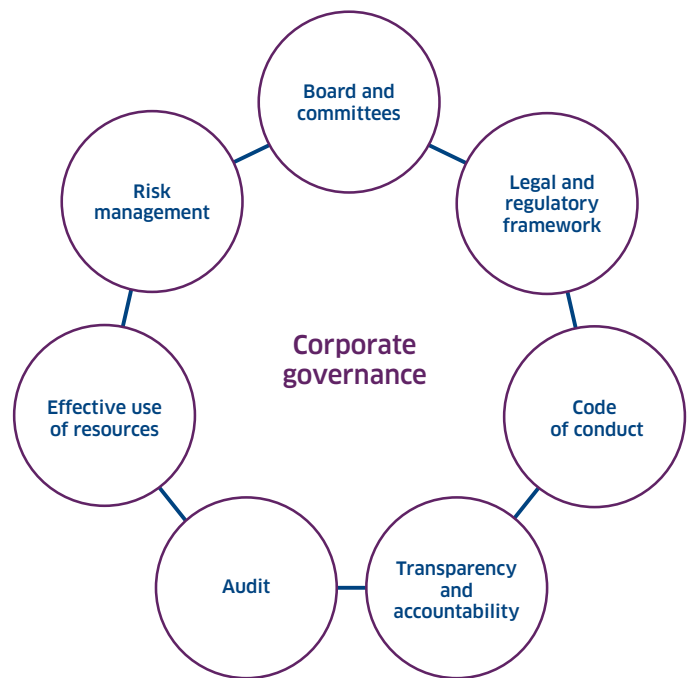 Board and
committees
Legal and
regulatory
framework
Code
of conduct
Transparency
and
accountability
Audit
Effective use
of resources
Risk
management
Corporate
governance